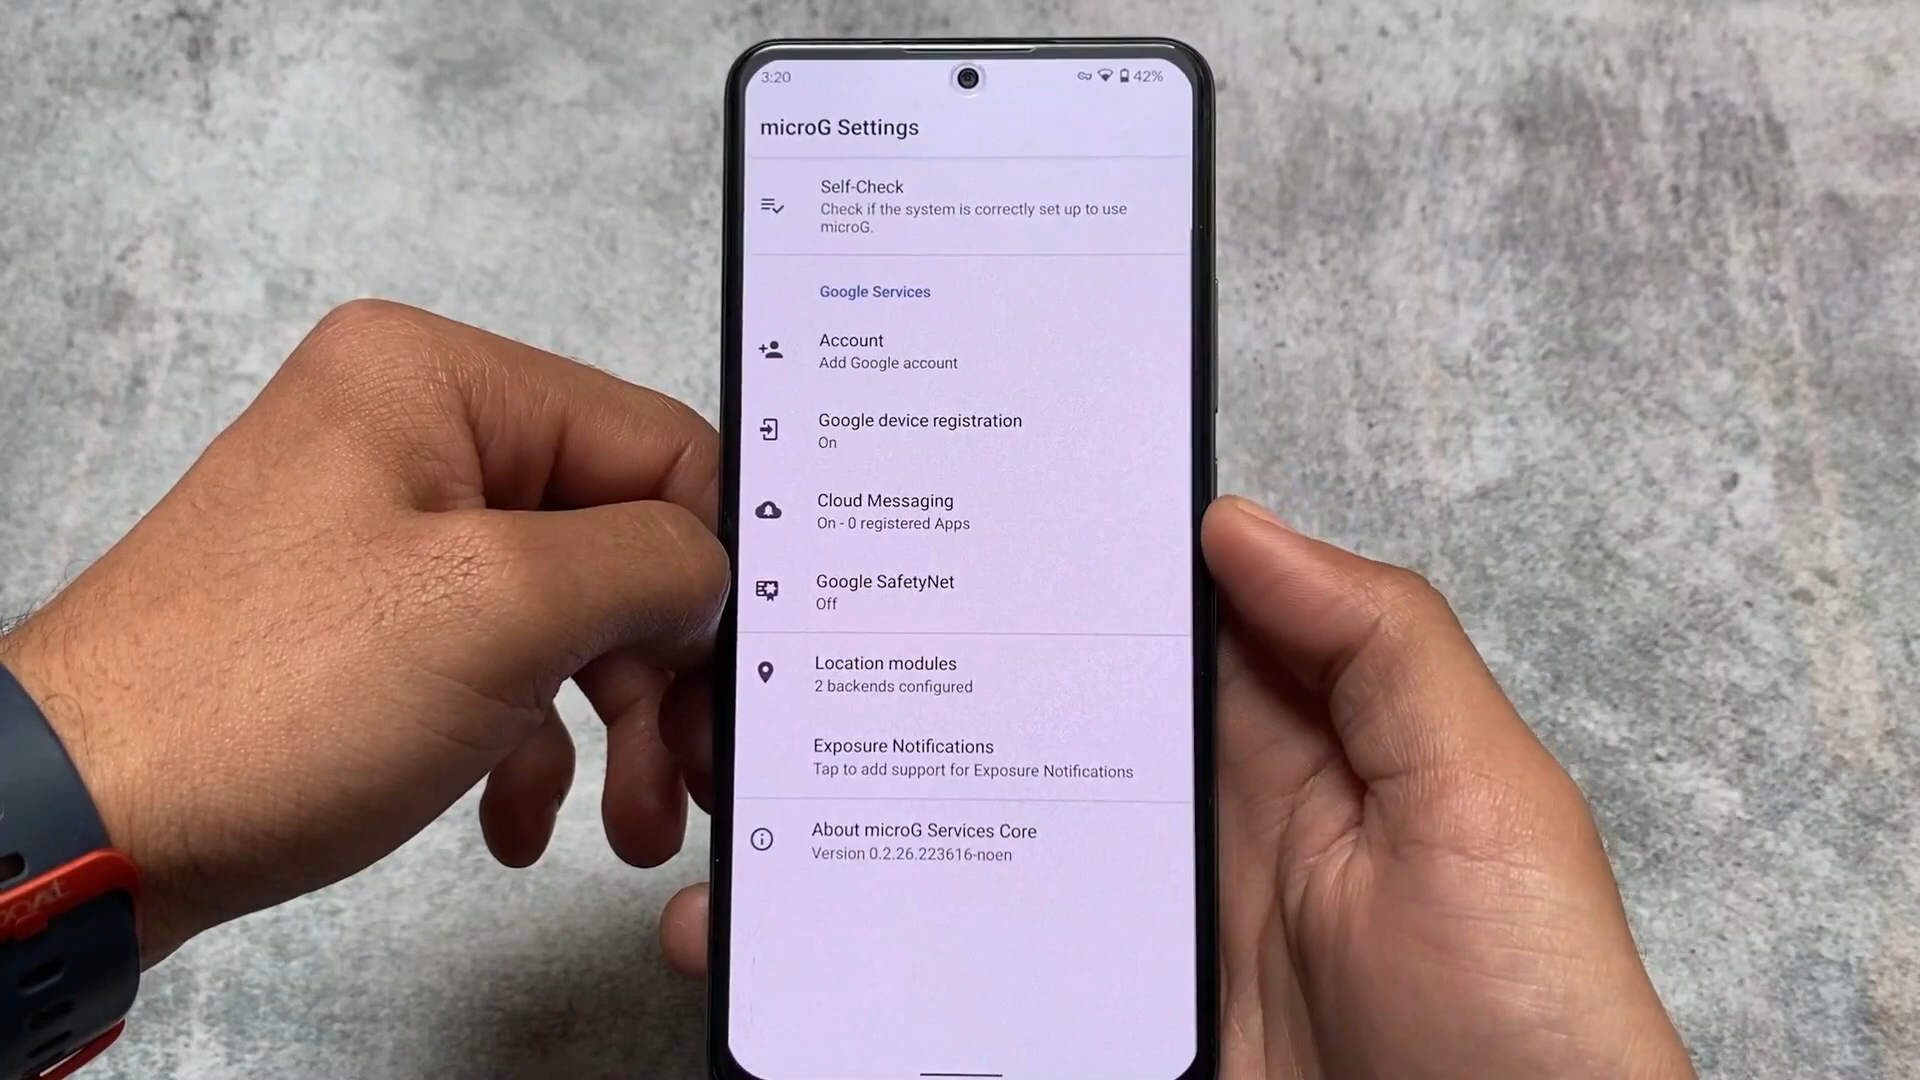 3:20
42%
microG Settings
Self-Check
Check if the system is correctly set up to use
microG.
Google Services
Account
Add Google account
Google device registration
On
Cloud Messaging
On - 0 registered Apps
Google SafetyNet
Off
Location modules
2 backends configured
Exposure Notifications
Tap to add support for Exposure Notifications
About microG Services Core
Version 0.2.26.223616-noen